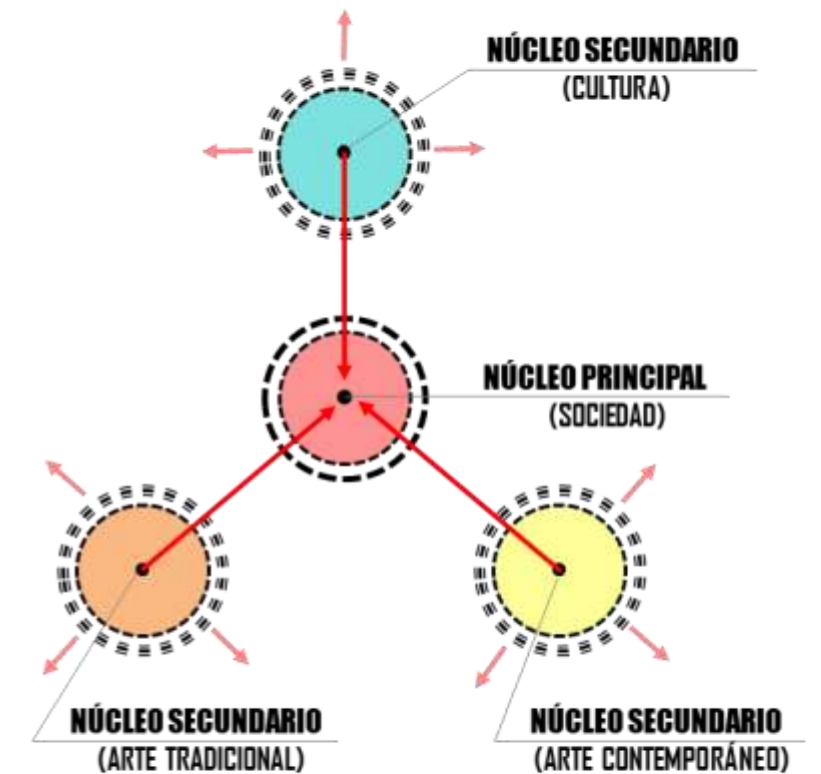 NÚCLEO SECUNDARIO
(CULTURA)
NÚCLEO PRINCIPAL
(SOCIEDAD)
NÚCLEO SECUNDARIO
(ARTE TRADICIONAL)
NÚCLEO SECUNDARIO
(ARTE CONTEMPORÁNEO)